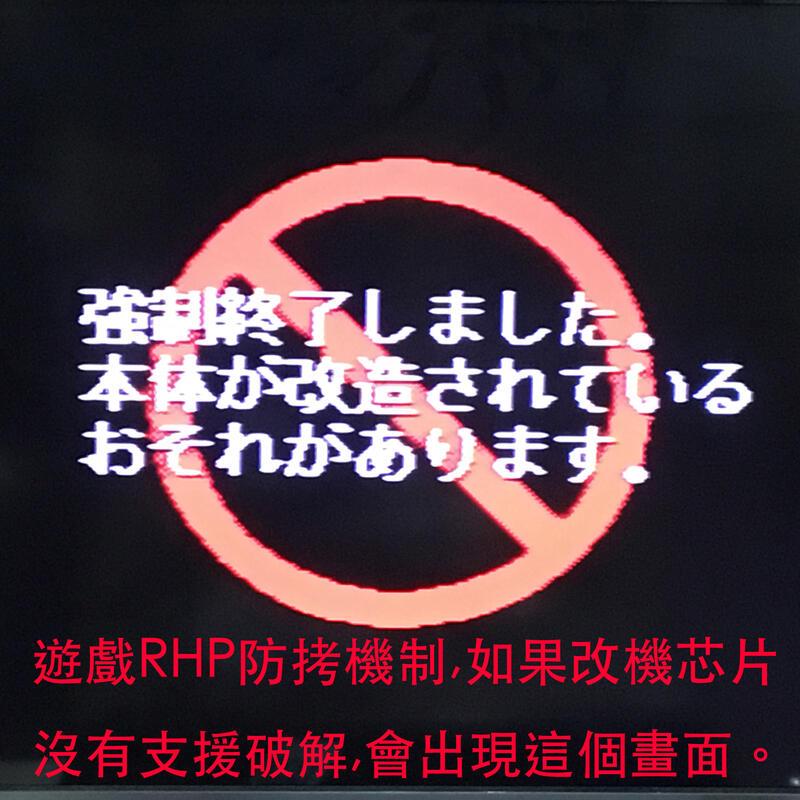 強制終了しました。
本体が改造されている
おそれがあります。
遊戲RHP防拷機制,如果改機芯片
沒有支援破解,會出現這個畫面。